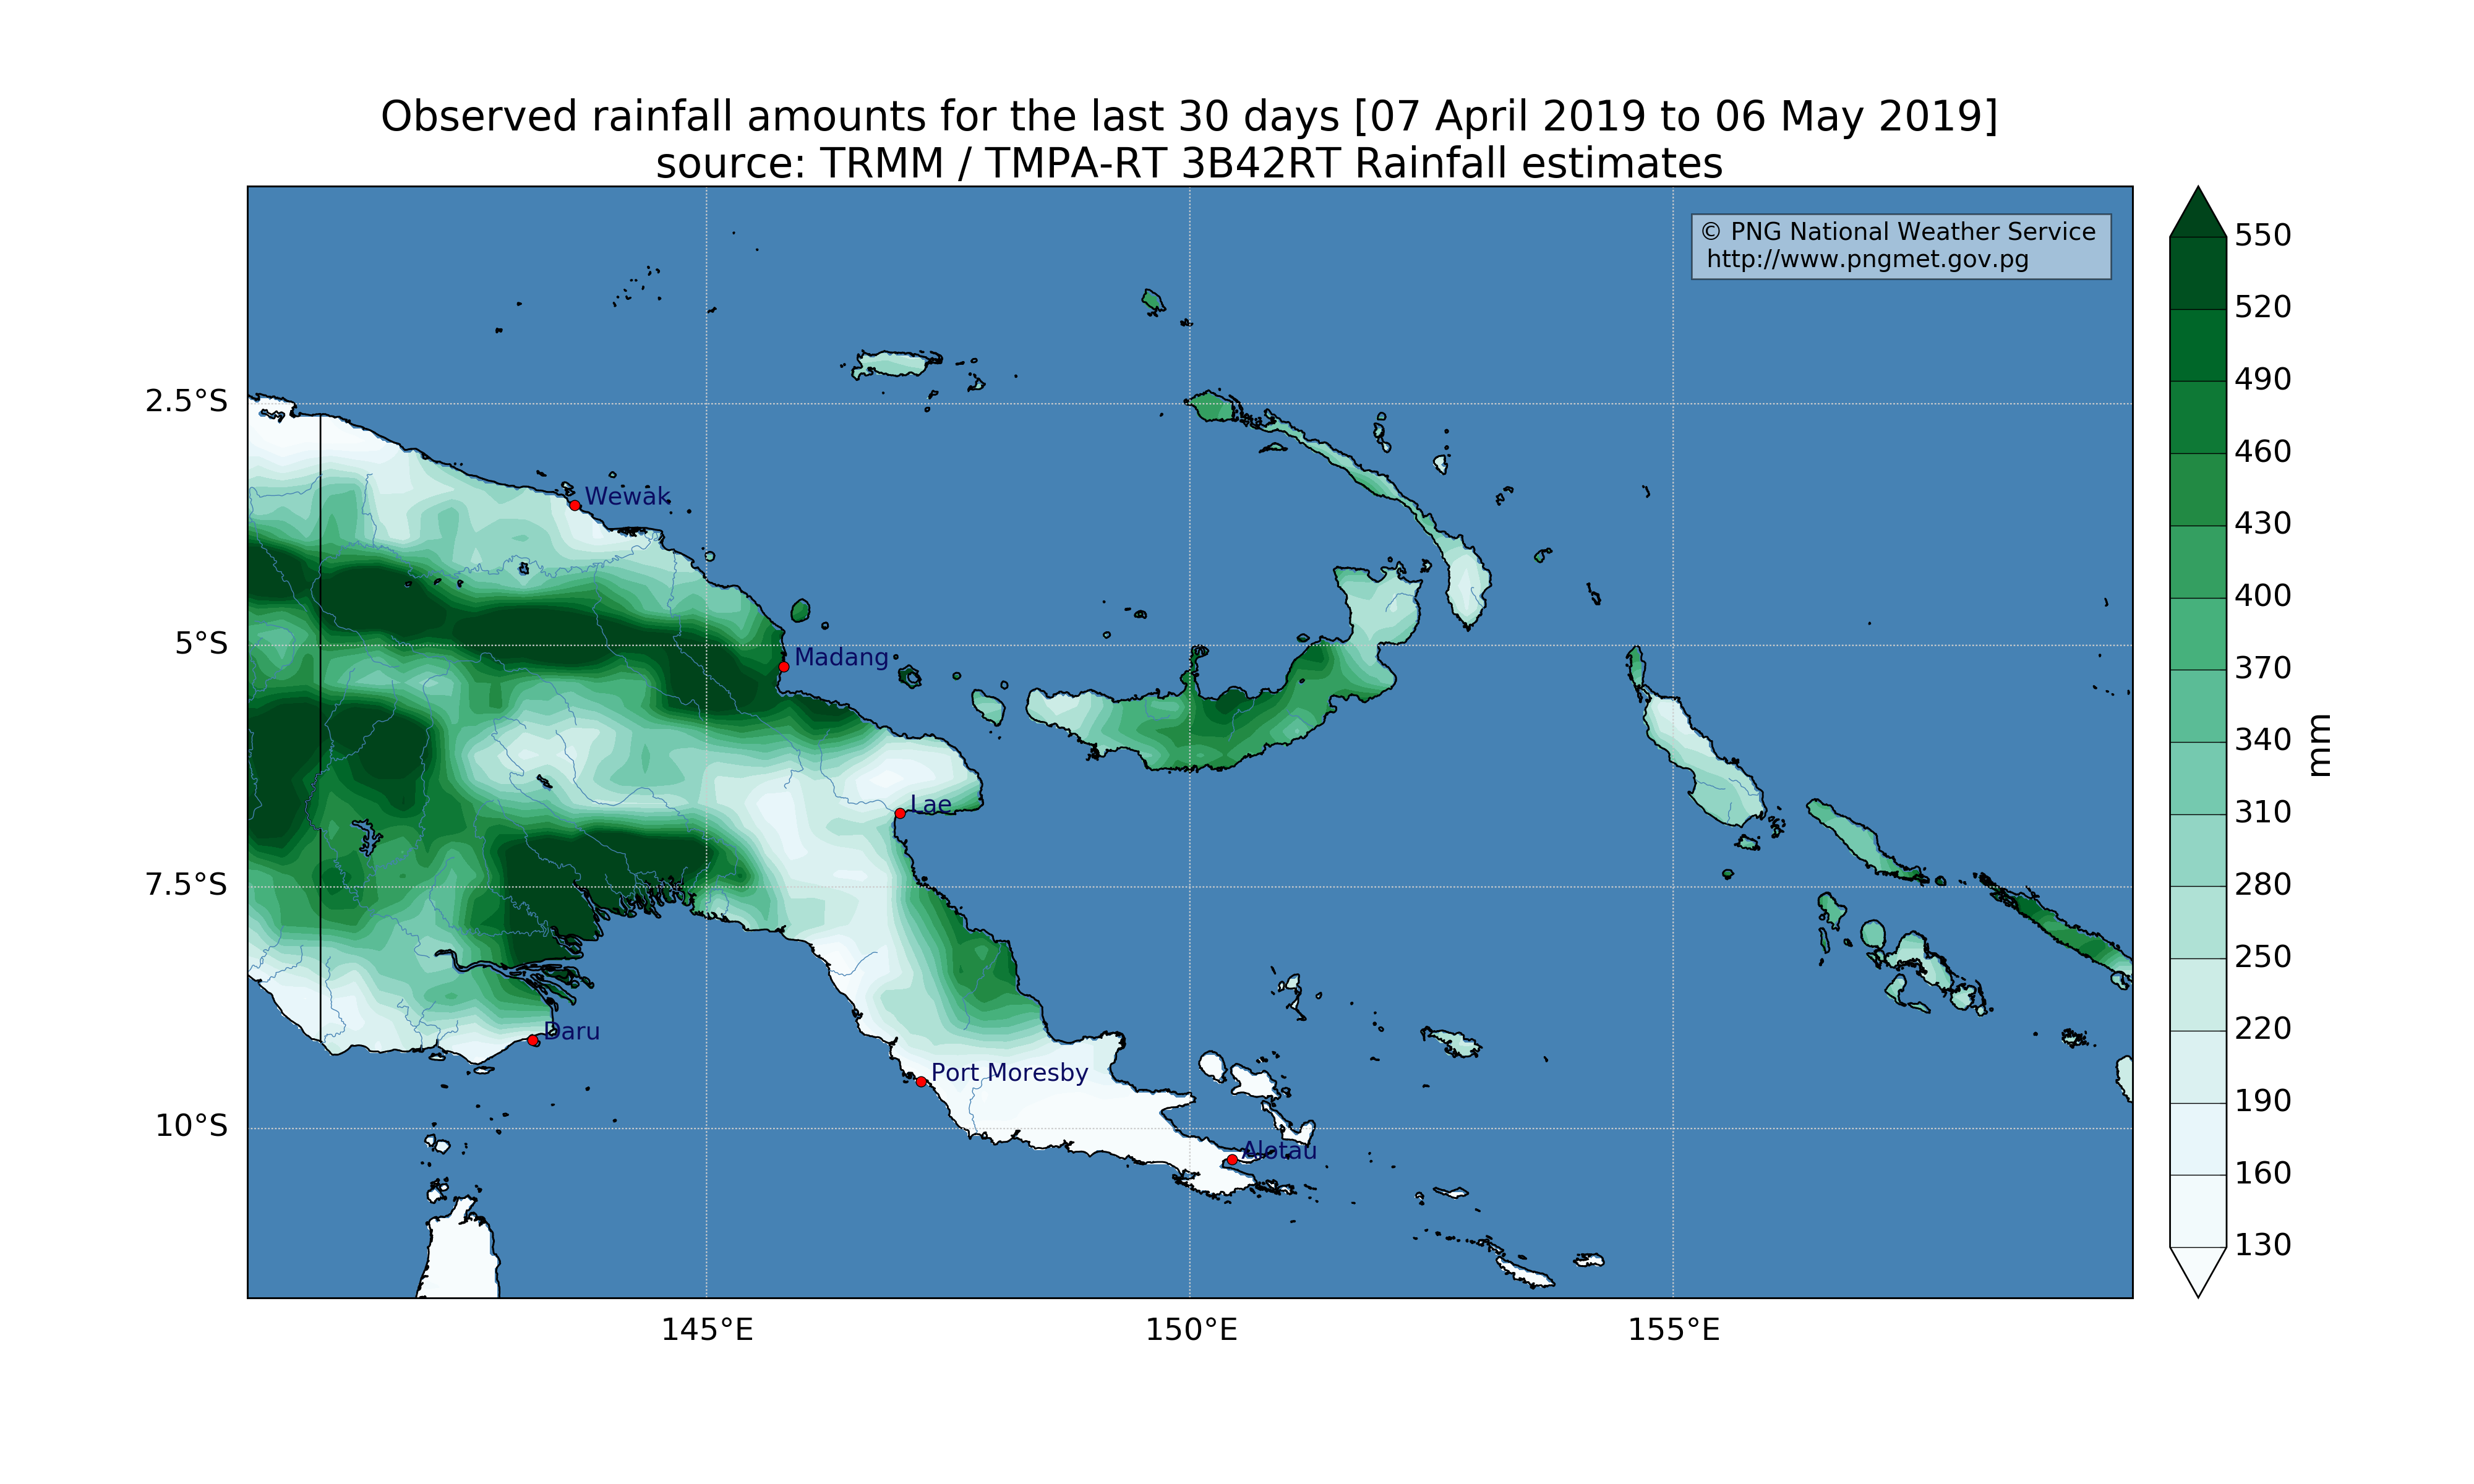 Observed rainfall amounts for the last 30 days [07 April 2019 to 06 May 2019]
source: TRMM / TMPA-RT 3B42RT Rainfall estimates
© PNG National Weather Service
http://www.pngmet.gov.pg
2.5°S
5°S
7.5°S
10°S
Wewak
Madang
Lae
Daru
Port Moresby
Alotau
145°E
150°E
155°E
550
520
490
460
430
400
370
340
310
280
250
220
190
160
130
mm